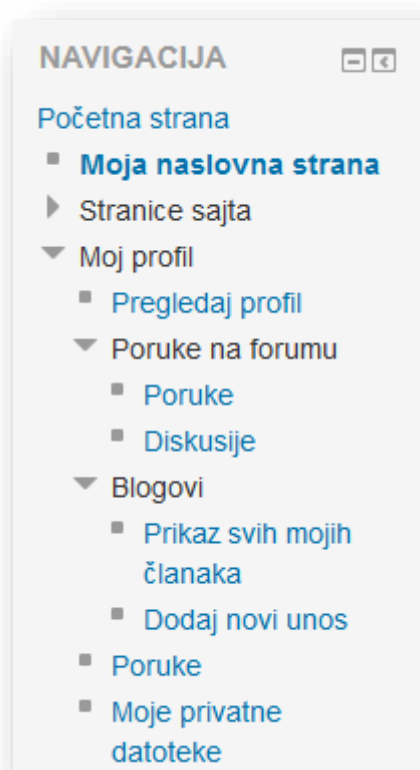 NAVIGACIJA
Početna strana
Moja naslovna strana
Stranice sajta
Moj profil
Pregledaj profil
Poruke na forumu
Poruke
Diskusije
Blogovi
Prikaz svih mojih
članaka
Dodaj novi unos
Poruke
Moje privatne
datoteke